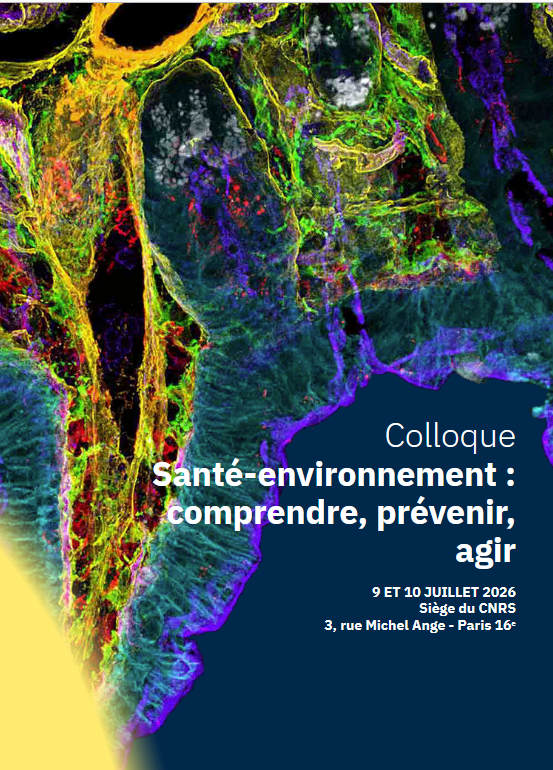 Colloque
Santé-environnement :
comprendre, prévenir,
agir
9 ET 10 JUILLET 2026
Siège du CNRS
3, rue Michel Ange - Paris 16ᵉ